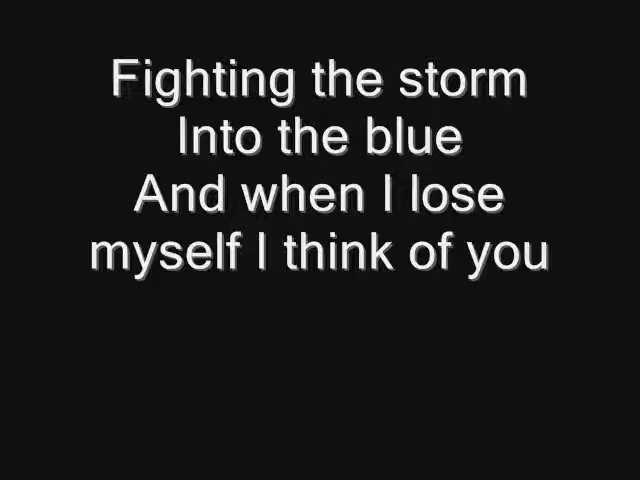 Fighting the storm
Into the blue
And when I lose
myself I think of you